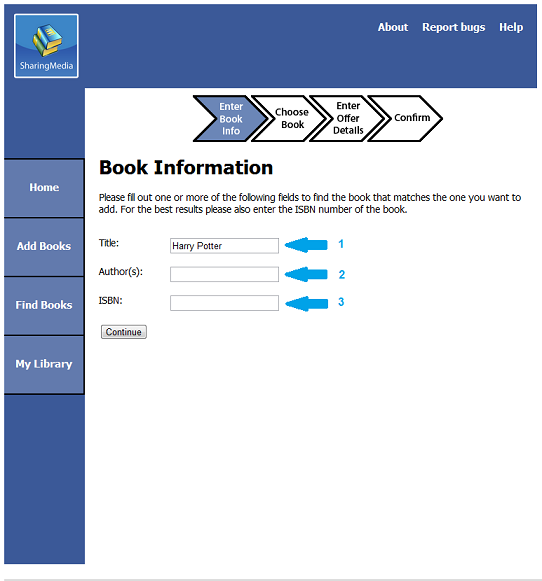 SharingMedia
About Report bugs Help
Enter
Book
Info
Choose
Book
Enter
Offer
Details
Confirm
Home
Add Books
Find Books
My Library
Book Information
Please fill out one or more of the following fields to find the book that matches the one you want to
add. For the best results please also enter the ISBN number of the book.
Title: Harry Potter 1
Author(s): 2
ISBN: 3
Continue